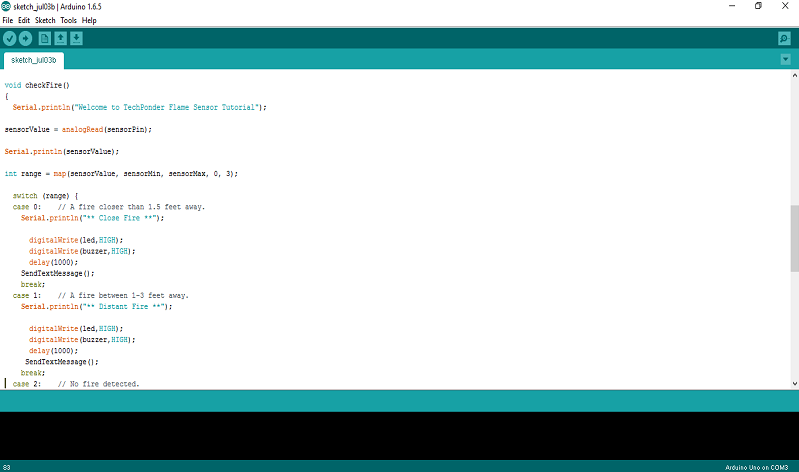 sketch_jul03b | Arduino 1.6.5
File Edit Sketch Tools Help
sketch_jul03b
void checkFire()
{
Serial.println("Welcome to TechPonder Flame Sensor Tutorial");
sensorValue = analogRead(sensorPin);
Serial.println(sensorValue);
int range = map(sensorValue, sensorMin, sensorMax, 0, 3);
switch (range) {
case 0: // A fire closer than 1.5 feet away.
Serial.println("** Close Fire **");
digitalWrite(led,HIGH);
digitalWrite(buzzer,HIGH);
delay(1000);
SendTextMessage();
break;
case 1: // A fire between 1-3 feet away.
Serial.println("** Distant Fire **");
digitalWrite(led,HIGH);
digitalWrite(buzzer,HIGH);
delay(1000);
SendTextMessage();
break;
case 2: // No fire detected.
83
Arduino Uno on COM3